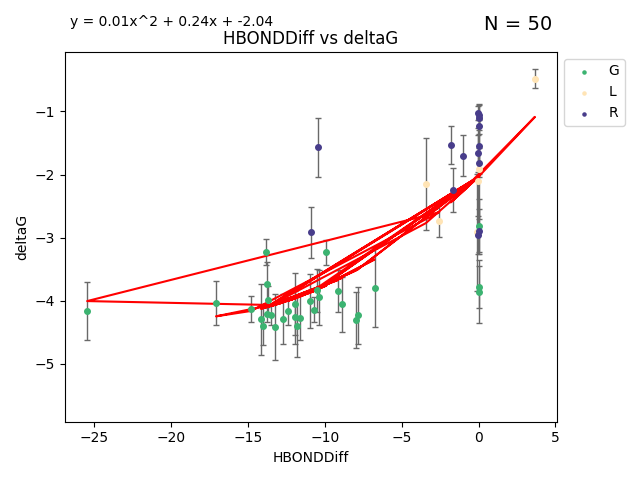 y = 0.01x^2 + 0.24x + -2.04
N = 50
HBONDDiff vs deltaG
G
L
R
deltaG
−1
−2
−3
−4
−5
−25
−20
−15
−10
−5
0
5
HBONDDiff